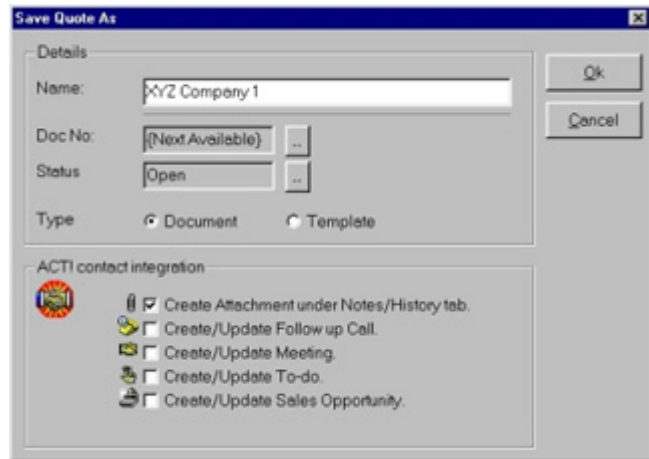 Save Quote As
Details
Name: XYZ Company 1
Ok
Cancel
Doc No: {Next Available} ..
Status Open ..
Type Document Template
ACT! contact integration
Create Attachment under Notes/History tab.
Create/Update Follow up Call.
Create/Update Meeting.
Create/Update To-do.
Create/Update Sales Opportunity.